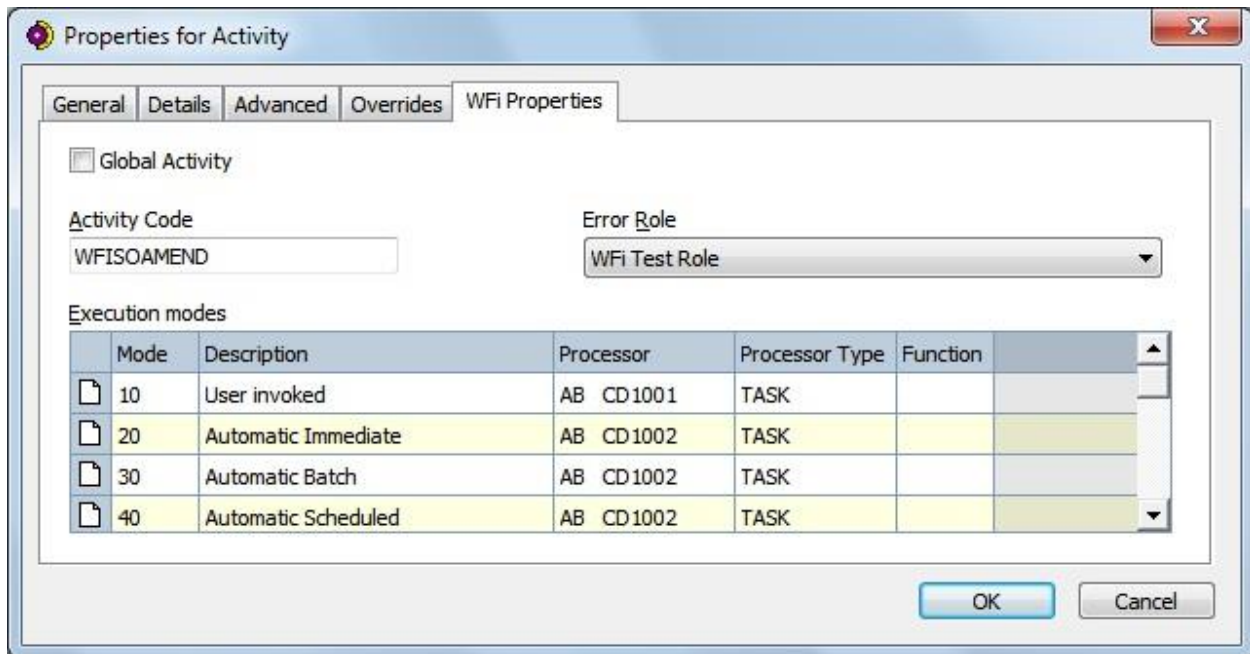 Properties for Activity
General Details Advanced Overrides WFi Properties
Global Activity
Activity Code Error Role
WFISOAMEND WFi Test Role
Execution modes
Mode Description Processor Processor Type Function
10 User invoked AB CD1001 TASK
20 Automatic Immediate AB CD1002 TASK
30 Automatic Batch AB CD1002 TASK
40 Automatic Scheduled AB CD1002 TASK
OK Cancel